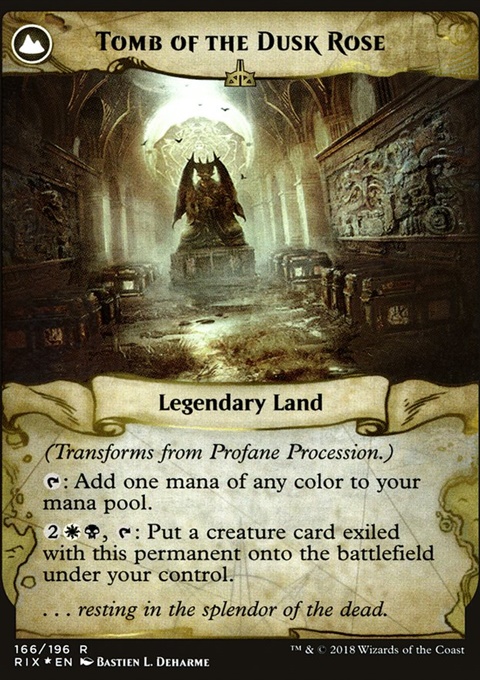 Tomb of the Dusk Rose
Legendary Land
(Transforms from Profane Procession.)
: Add one mana of any color to your
mana pool.
2 , : Put a creature card exiled
with this permanent onto the battlefield
under your control.
. . . resting in the splendor of the dead.
166/196 R
RIX★EN Bastien L. Deharme
™ & © 2018 Wizards of the Coast